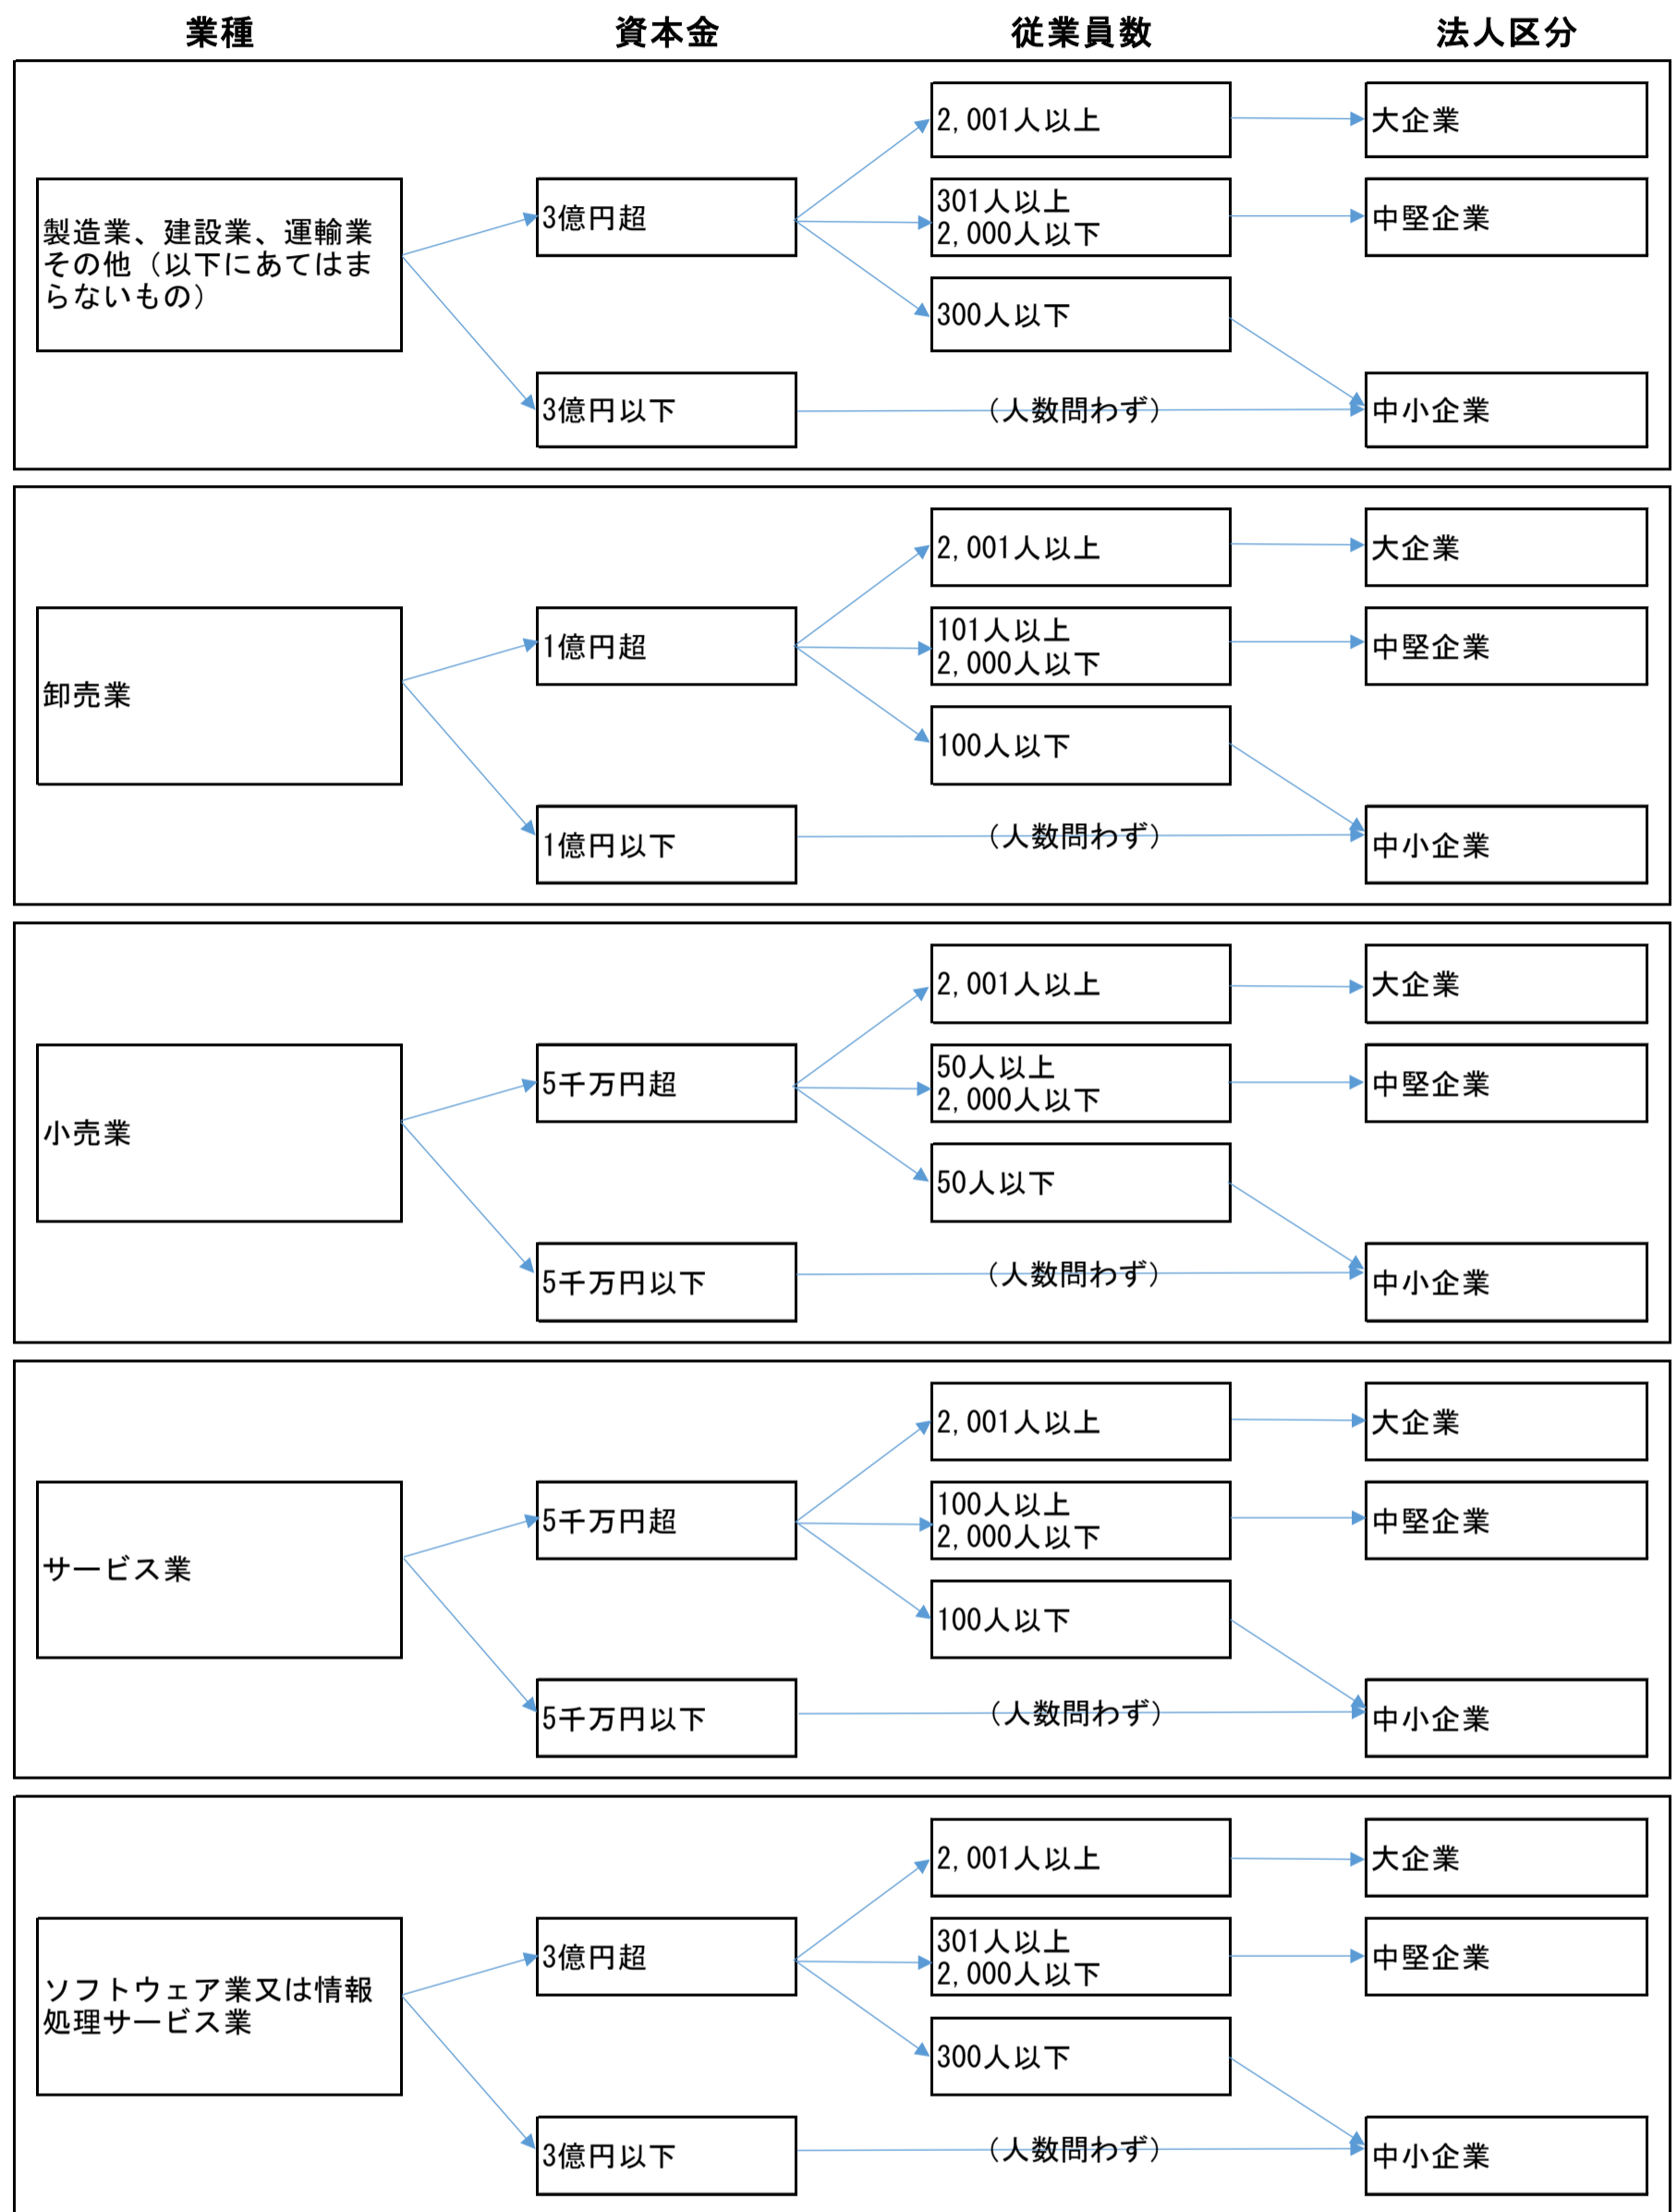 業種 資本金 従業員数 法人区分
2,001人以上 大企業
製造業、建設業、運輸業
その他（以下にあてはま
らないもの）
3億円超
301人以上
2,000人以下
中堅企業
300人以下
3億円以下 （人数問わず） 中小企業
2,001人以上 大企業
卸売業
1億円超
101人以上
2,000人以下
中堅企業
100人以下
1億円以下 （人数問わず） 中小企業
2,001人以上 大企業
小売業
5千万円超
50人以上
2,000人以下
中堅企業
50人以下
5千万円以下 （人数問わず） 中小企業
2,001人以上 大企業
サービス業
5千万円超
100人以上
2,000人以下
中堅企業
100人以下
5千万円以下 （人数問わず） 中小企業
2,001人以上 大企業
ソフトウェア業又は情報
処理サービス業
3億円超
301人以上
2,000人以下
中堅企業
300人以下
3億円以下 （人数問わず） 中小企業